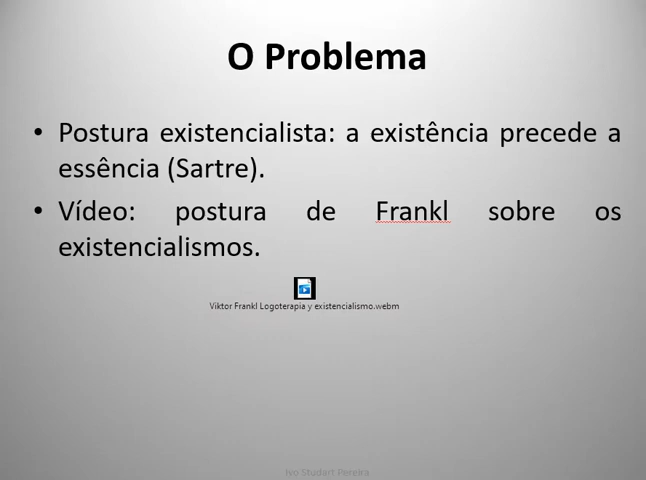 O Problema
• Postura existencialista: a existência precede a
essência (Sartre).
• Vídeo: postura de Frankl sobre os
existencialismos.
Viktor Frankl Logoterapia y existencialismo.webm
Ivo Studart Pereira